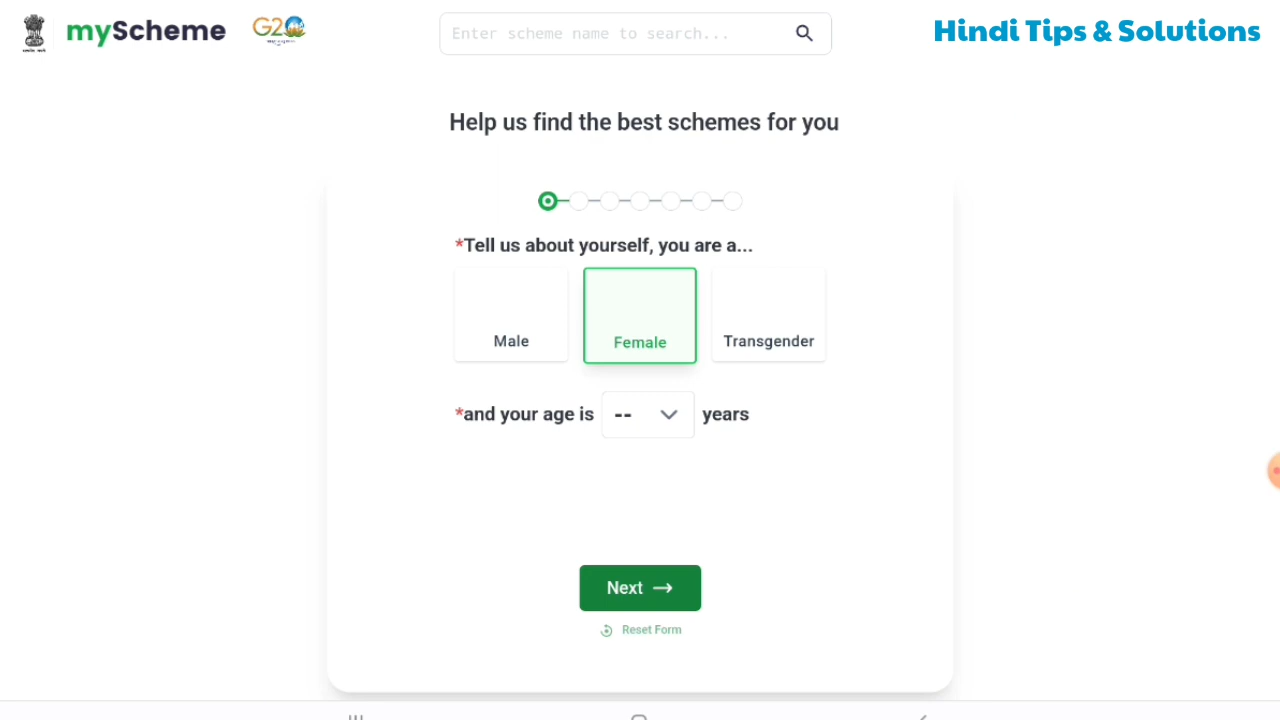 myScheme
G20
Enter scheme name to search...
Hindi Tips & Solutions
Help us find the best schemes for you
*Tell us about yourself, you are a...
Male
Female
Transgender
*and your age is -- years
Next →
Reset Form